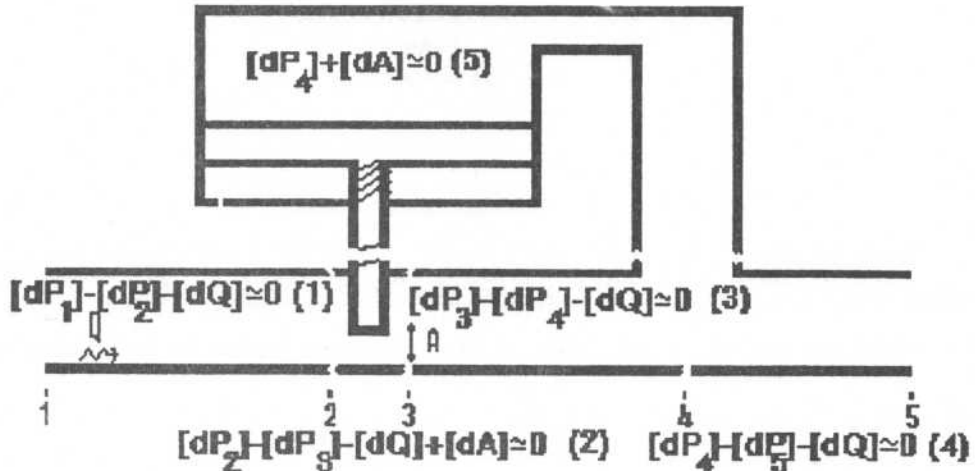 [dP4]+[dA]≃0 (5)
[dP1]-[dP2]-[dQ]≃0 (1)
[dP3]-[dP4]-[dQ]≃0 (3)
Q
A
1 2 3 4 5
[dP2]-[dP3]-[dQ]+[dA]≃0 (2) [dP4]-[dP5]-[dQ]≃0 (4)